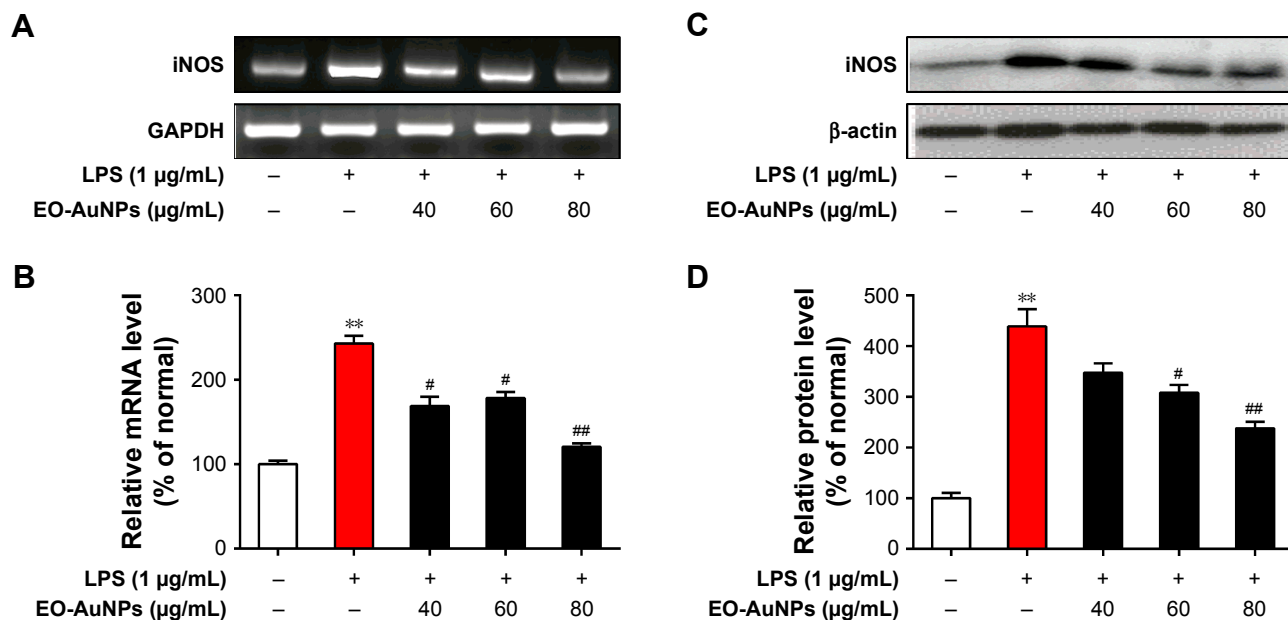 A
iNOS
GAPDH
LPS (1 µg/mL) – + + + +
EO-AuNPs (µg/mL) – – 40 60 80
B
Relative mRNA level
(% of normal)
300
200
100
0
**
#
#
##
LPS (1 µg/mL) – + + + +
EO-AuNPs (µg/mL) – – 40 60 80
C
iNOS
β-actin
LPS (1 µg/mL) – + + + +
EO-AuNPs (µg/mL) – – 40 60 80
D
Relative protein level
(% of normal)
500
400
300
200
100
0
**
#
##
LPS (1 µg/mL) – + + + +
EO-AuNPs (µg/mL) – – 40 60 80